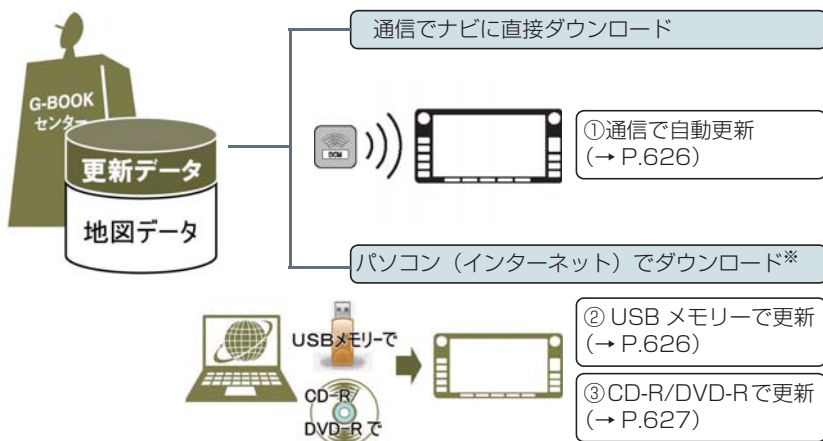 通信でナビに直接ダウンロード
G-BOOK
センター
更新データ
地図データ
DCM
①通信で自動更新
(→ P.626)
パソコン（インターネット）でダウンロード※
USBメモリーで
CD-R/
DVD-Rで
② USB メモリーで更新
(→ P.626)
③CD-R/DVD-Rで更新
(→ P.627)